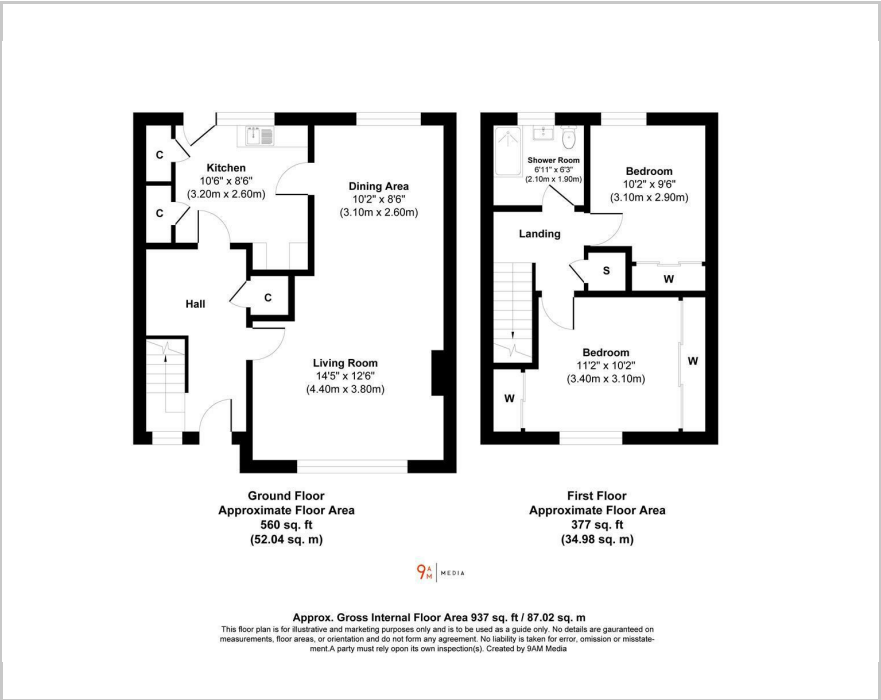 C
Kitchen
10'6" x 8'6"
(3.20m x 2.60m)
C
Dining Area
10'2" x 8'6"
(3.10m x 2.60m)
Hall
C
Living Room
14'5" x 12'6"
(4.40m x 3.80m)
Shower Room
6'11" x 6'3"
(2.10m x 1.90m)
Bedroom
10'2" x 9'6"
(3.10m x 2.90m)
Landing
S
W
Bedroom
11'2" x 10'2"
(3.40m x 3.10m)
W
W
Ground Floor
Approximate Floor Area
560 sq. ft
(52.04 sq. m)
First Floor
Approximate Floor Area
377 sq. ft
(34.98 sq. m)
9AM MEDIA
Approx. Gross Internal Floor Area 937 sq. ft / 87.02 sq. m
This floor plan is for illustrative and marketing purposes only and is to be used as a guide only. No details are gauranteed on
measurements, floor areas, or orientation and do not form any agreement. No liability is taken for error, omission or misstate-
ment.A party must rely upon its own inspection(s). Created by 9AM Media